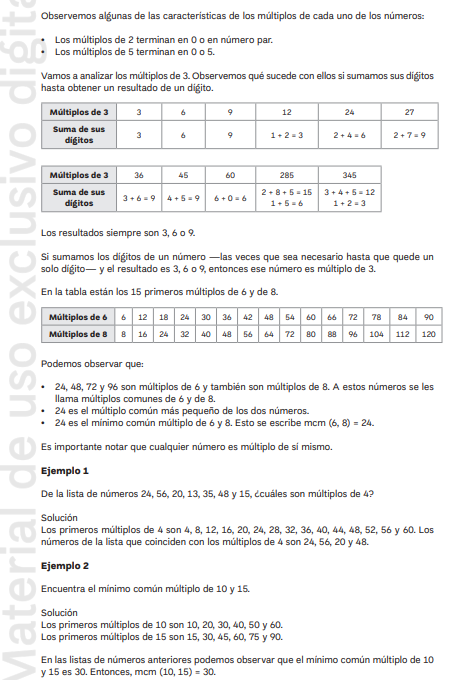 Observemos algunas de las características de los múltiplos de cada uno de los números:
• Los múltiplos de 2 terminan en 0 o en número par.
• Los múltiplos de 5 terminan en 0 o 5.
Vamos a analizar los múltiplos de 3. Observemos qué sucede con ellos si sumamos sus dígitos
hasta obtener un resultado de un dígito.
Múltiplos de 3 3 6 9 12 24 27
Suma de sus dígitos 3 6 9 1 + 2 = 3 2 + 4 = 6 2 + 7 = 9
Múltiplos de 3 36 45 60 285 345
Suma de sus dígitos 3 + 6 = 9 4 + 5 = 9 6 + 0 = 6 2 + 8 + 5 = 15 1 + 5 = 6 3 + 4 + 5 = 12 1 + 2 = 3
Los resultados siempre son 3, 6 o 9.
Si sumamos los dígitos de un número —las veces que sea necesario hasta que quede un
solo dígito— y el resultado es 3, 6 o 9, entonces ese número es múltiplo de 3.
En la tabla están los 15 primeros múltiplos de 6 y de 8.
Múltiplos de 6 6 12 18 24 30 36 42 48 54 60 66 72 78 84 90
Múltiplos de 8 8 16 24 32 40 48 56 64 72 80 88 96 104 112 120
Podemos observar que:
• 24, 48, 72 y 96 son múltiplos de 6 y también son múltiplos de 8. A estos números se les
llama múltiplos comunes de 6 y de 8.
• 24 es el múltiplo común más pequeño de los dos números.
• 24 es el mínimo común múltiplo de 6 y 8. Esto se escribe mcm (6, 8) = 24.
Es importante notar que cualquier número es múltiplo de sí mismo.
Ejemplo 1
De la lista de números 24, 56, 20, 13, 35, 48 y 15, ¿cuáles son múltiplos de 4?
Solución
Los primeros múltiplos de 4 son 4, 8, 12, 16, 20, 24, 28, 32, 36, 40, 44, 48, 52, 56 y 60. Los
números de la lista que coinciden con los múltiplos de 4 son 24, 56, 20 y 48.
Ejemplo 2
Encuentra el mínimo común múltiplo de 10 y 15.
Solución
Los primeros múltiplos de 10 son 10, 20, 30, 40, 50 y 60.
Los primeros múltiplos de 15 son 15, 30, 45, 60, 75 y 90.
En las listas de números anteriores podemos observar que el mínimo común múltiplo de 10
y 15 es 30. Entonces, mcm (10, 15) = 30.
Material de uso exclusivo digita